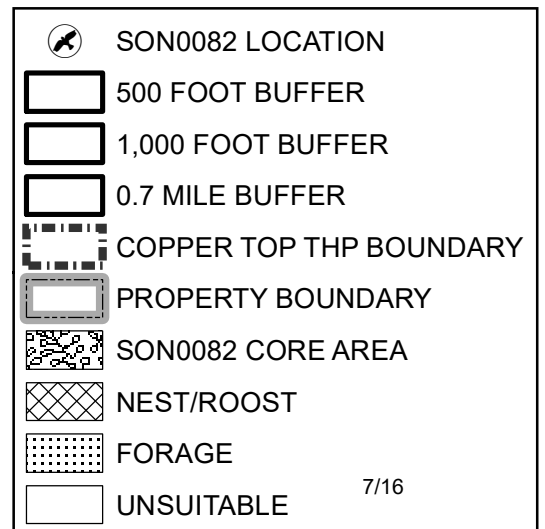 SON0082 LOCATION
500 FOOT BUFFER
1,000 FOOT BUFFER
0.7 MILE BUFFER
COPPER TOP THP BOUNDARY
PROPERTY BOUNDARY
SON0082 CORE AREA
NEST/ROOST
FORAGE
7/16
UNSUITABLE